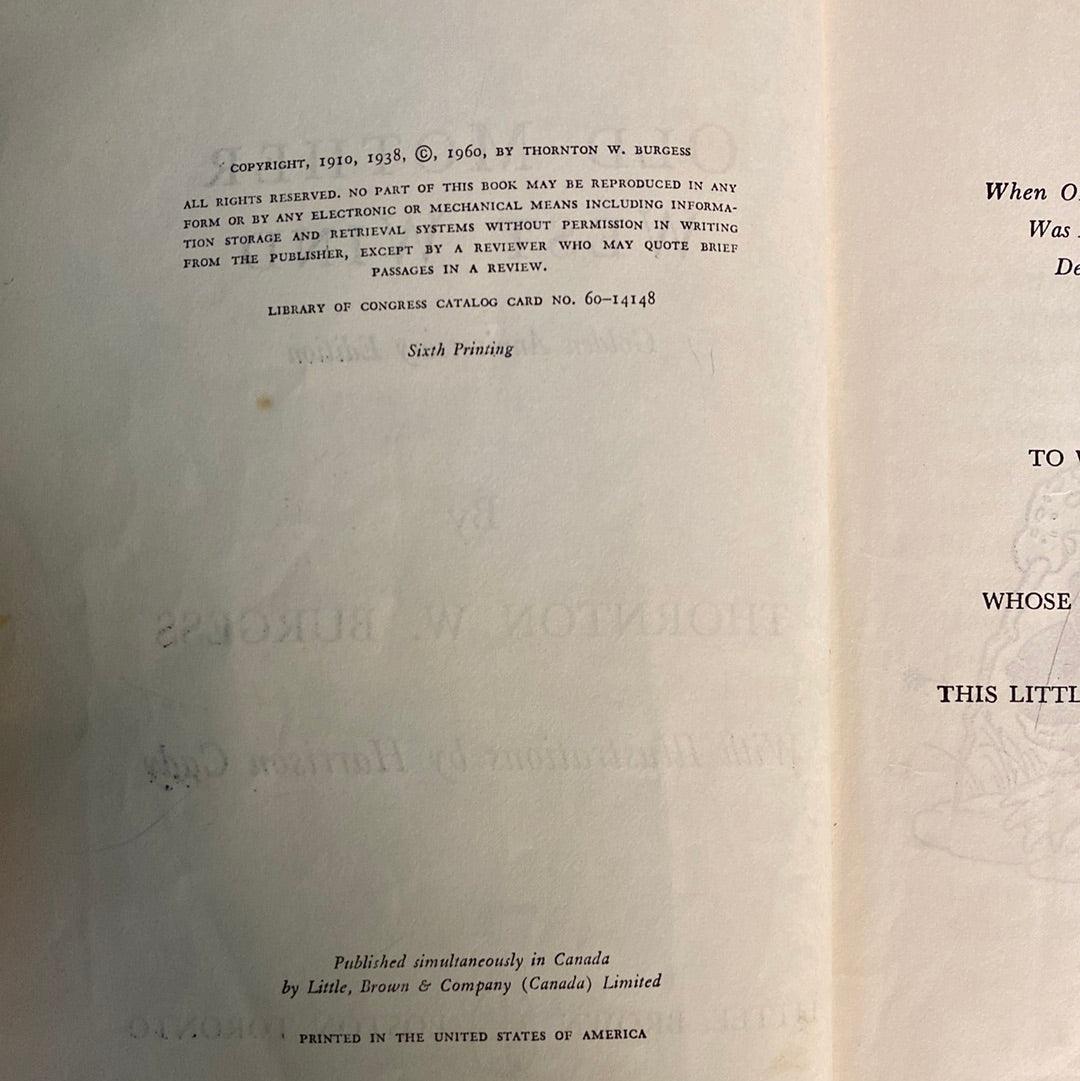 COPYRIGHT, 1910, 1938, ©, 1960, BY THORNTON W. BURGESS
ALL RIGHTS RESERVED. NO PART OF THIS BOOK MAY BE REPRODUCED IN ANY
FORM OR BY ANY ELECTRONIC OR MECHANICAL MEANS INCLUDING INFORMA-
TION STORAGE AND RETRIEVAL SYSTEMS WITHOUT PERMISSION IN WRITING
FROM THE PUBLISHER, EXCEPT BY A REVIEWER WHO MAY QUOTE BRIEF
PASSAGES IN A REVIEW.
LIBRARY OF CONGRESS CATALOG CARD NO. 60-14148
Sixth Printing
Published simultaneously in Canada
by Little, Brown & Company (Canada) Limited
PRINTED IN THE UNITED STATES OF AMERICA
When
Was
TO
WHOSE
THIS